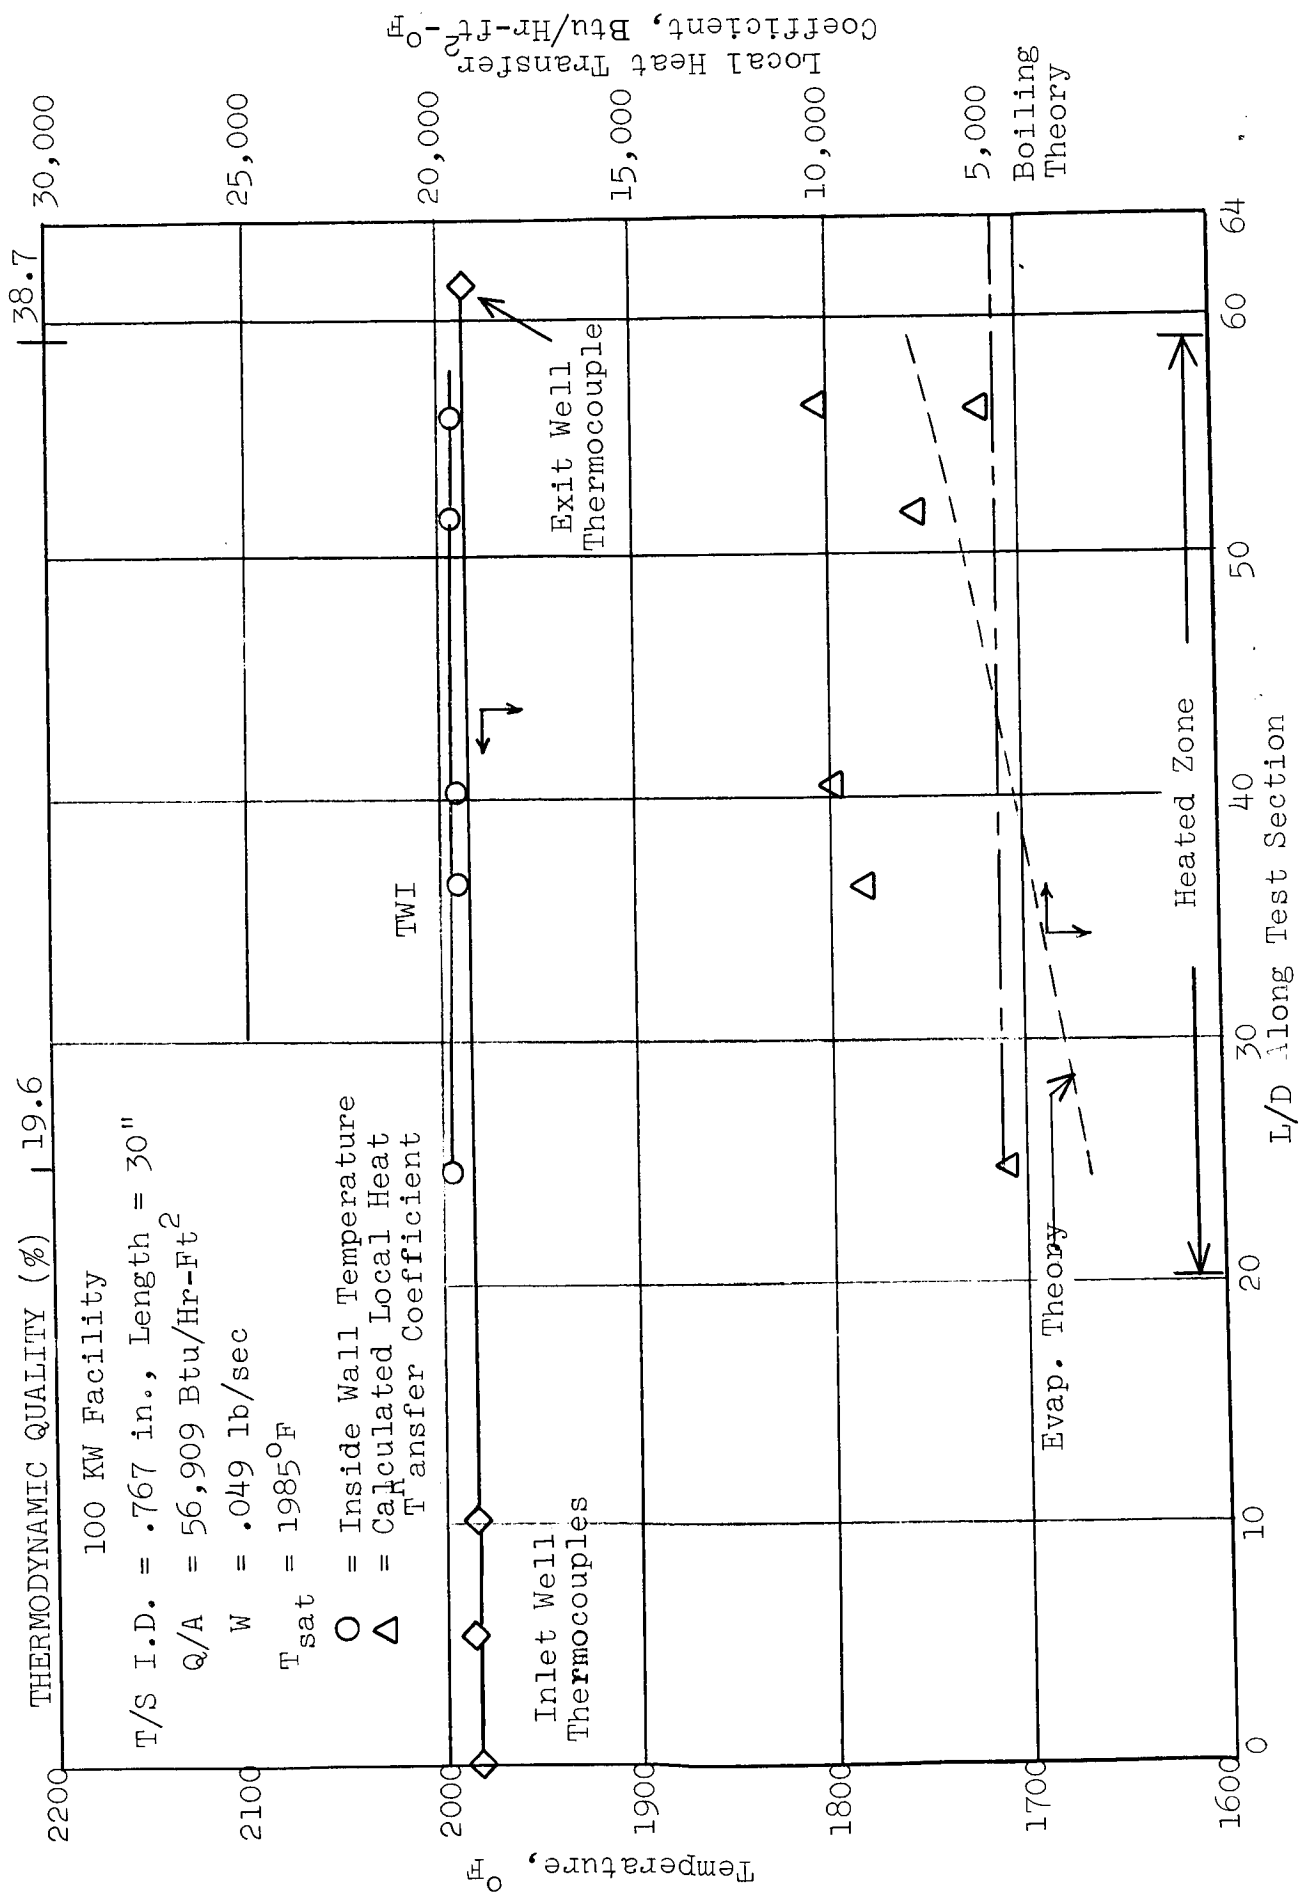 THERMODYNAMIC QUALITY (%)
19.6
38.7
100 KW Facility
T/S I.D. = .767 in., Length = 30"
Q/A = 56,909 Btu/Hr-Ft²
W = .049 lb/sec
Tsat = 1985°F
O = Inside Wall Temperature
△ = Calculated Local Heat
Transfer Coefficient
TWI
Inlet Well
Thermocouples
Exit Well
Thermocouple
Evap. Theory
Boiling
Theory
Heated Zone
Temperature, °F
2200
2100
2000
1900
1800
1700
1600
Local Heat Transfer
Coefficient, Btu/Hr-ft²-°F
30,000
25,000
20,000
15,000
10,000
5,000
0
10
20
30
40
50
60
64
L/D Along Test Section